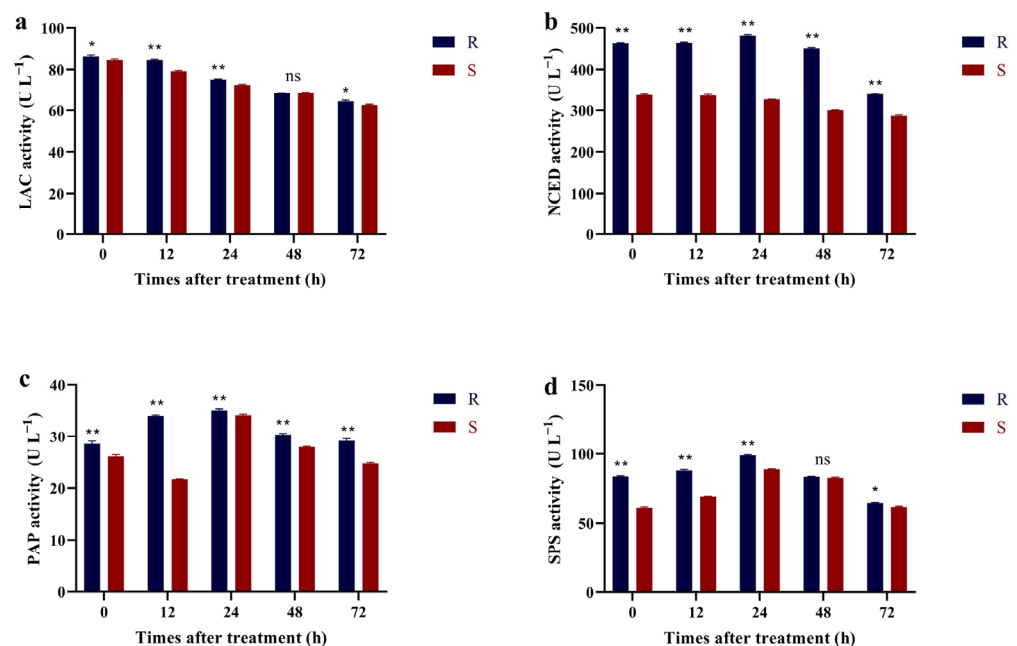 a
LAC activity (U L⁻¹)
100
80
60
40
20
0
* ** ** ns *
0 12 24 48 72
Times after treatment (h)
R
S
b
NCED activity (U L⁻¹)
500
400
300
200
100
0
** ** ** ** **
0 12 24 48 72
Times after treatment (h)
R
S
c
PAP activity (U L⁻¹)
40
30
20
10
0
** ** ** ** **
0 12 24 48 72
Times after treatment (h)
R
S
d
SPS activity (U L⁻¹)
150
100
50
0
** ** ** ns *
0 12 24 48 72
Times after treatment (h)
R
S